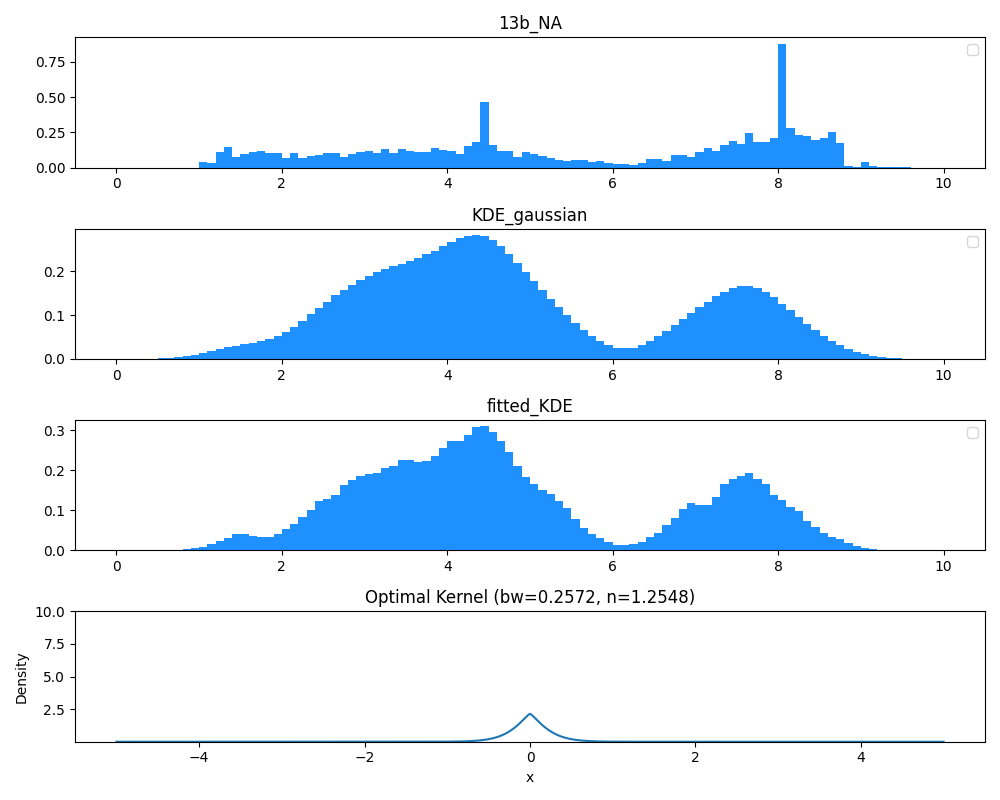 13b_NA
0.75
0.50
0.25
0.00
0 2 4 6 8 10
KDE_gaussian
0.2
0.1
0.0
0 2 4 6 8 10
fitted_KDE
0.3
0.2
0.1
0.0
0 2 4 6 8 10
Optimal Kernel (bw=0.2572, n=1.2548)
10.0
7.5
5.0
2.5
Density
−4 −2 0 2 4
x